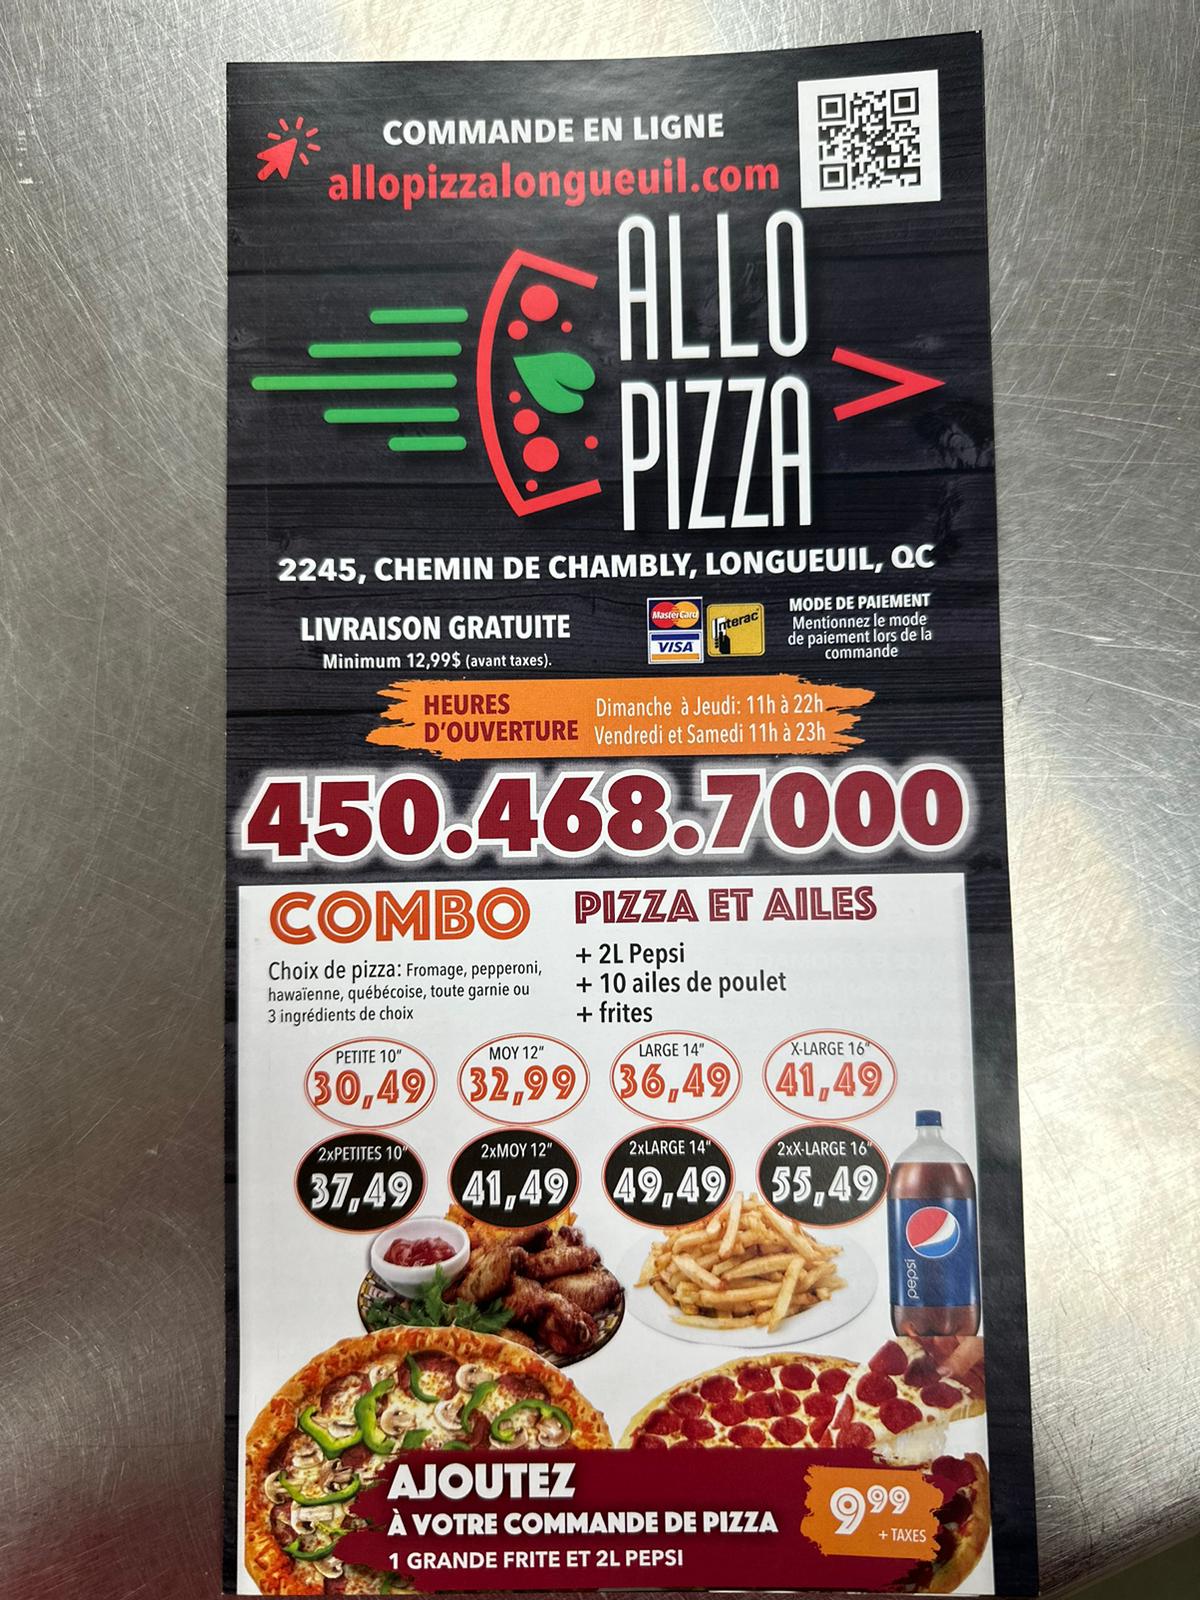 COMMANDE EN LIGNE
allopizzalongueuil.com
ALLO
PIZZA
2245, CHEMIN DE CHAMBLY, LONGUEUIL, QC
LIVRAISON GRATUITE
Minimum 12,99$ (avant taxes).
MasterCard
VISA
Interac
MODE DE PAIEMENT
Mentionnez le mode
de paiement lors de la
commande
HEURES
D'OUVERTURE
Dimanche à Jeudi: 11h à 22h
Vendredi et Samedi 11h à 23h
450.468.7000
COMBO
Choix de pizza: Fromage, pepperoni,
hawaïenne, québécoise, toute garnie ou
3 ingrédients de choix
PIZZA ET AILES
+ 2L Pepsi
+ 10 ailes de poulet
+ frites
PETITE 10"
30,49
MOY 12"
32,99
LARGE 14"
36,49
X-LARGE 16"
41,49
2xPETITES 10"
37,49
2xMOY 12"
41,49
2xLARGE 14"
49,49
2xX-LARGE 16"
55,49
pepsi
AJOUTEZ
À VOTRE COMMANDE DE PIZZA
1 GRANDE FRITE ET 2L PEPSI
999
+ TAXES